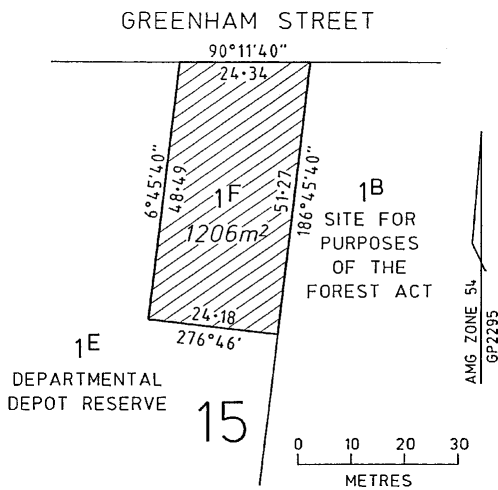 GREENHAM STREET
90°11'40"
24·34
6°45'40"
48·49
1F
1206m²
51·27
186°45'40"
1B
SITE FOR
PURPOSES
OF THE
FOREST ACT
24·18
276°46'
1E
DEPARTMENTAL
DEPOT RESERVE
15
AMG ZONE 54
GP2295
0 10 20 30
METRES